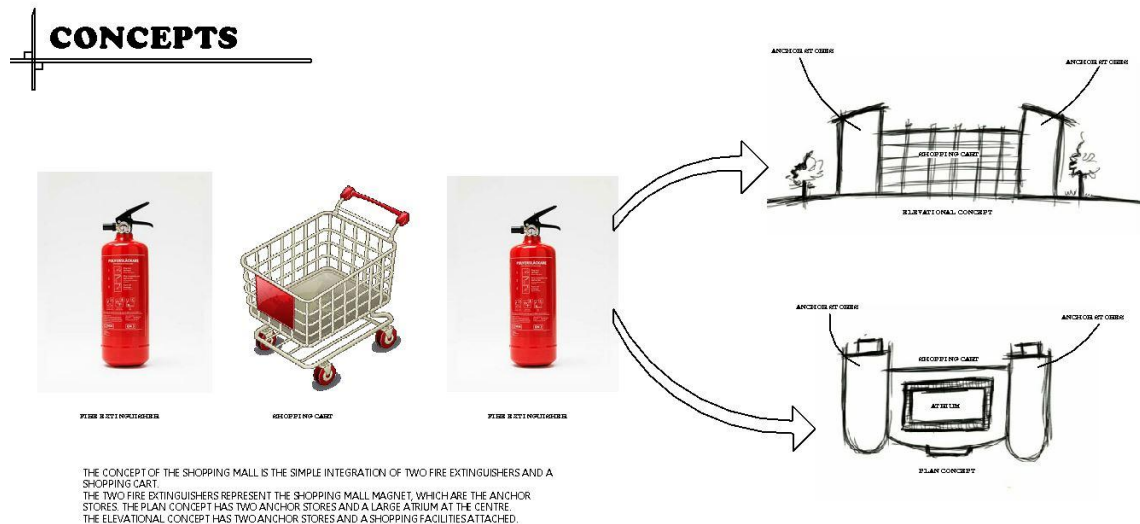 CONCEPTS
ANCHOR STORES
ANCHOR STORES
SHOPPING CART
ELEVATIONAL CONCEPT
FIRE EXTINGUISHER
SHOPPING CART
FIRE EXTINGUISHER
ANCHOR STORES
ANCHOR STORES
SHOPPING CART
ATRIUM
PLAN CONCEPT
THE CONCEPT OF THE SHOPPING MALL IS THE SIMPLE INTEGRATION OF TWO FIRE EXTINGUISHERS AND A
SHOPPING CART.
THE TWO FIRE EXTINGUISHERS REPRESENT THE SHOPPING MALL MAGNET, WHICH ARE THE ANCHOR
STORES. THE PLAN CONCEPT HAS TWO ANCHOR STORES AND A LARGE ATRIUM AT THE CENTRE.
THE ELEVATIONAL CONCEPT HAS TWO ANCHOR STORES AND A SHOPPING FACILITIES ATTACHED.